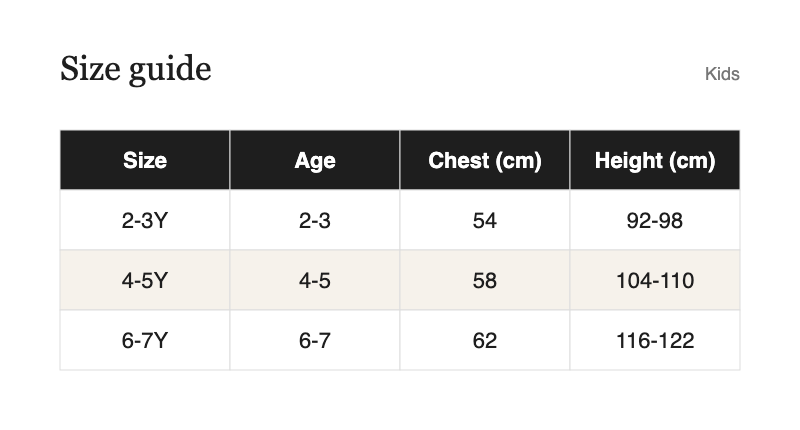 Size guide
Kids
Size Age Chest (cm) Height (cm)
2-3Y 2-3 54 92-98
4-5Y 4-5 58 104-110
6-7Y 6-7 62 116-122